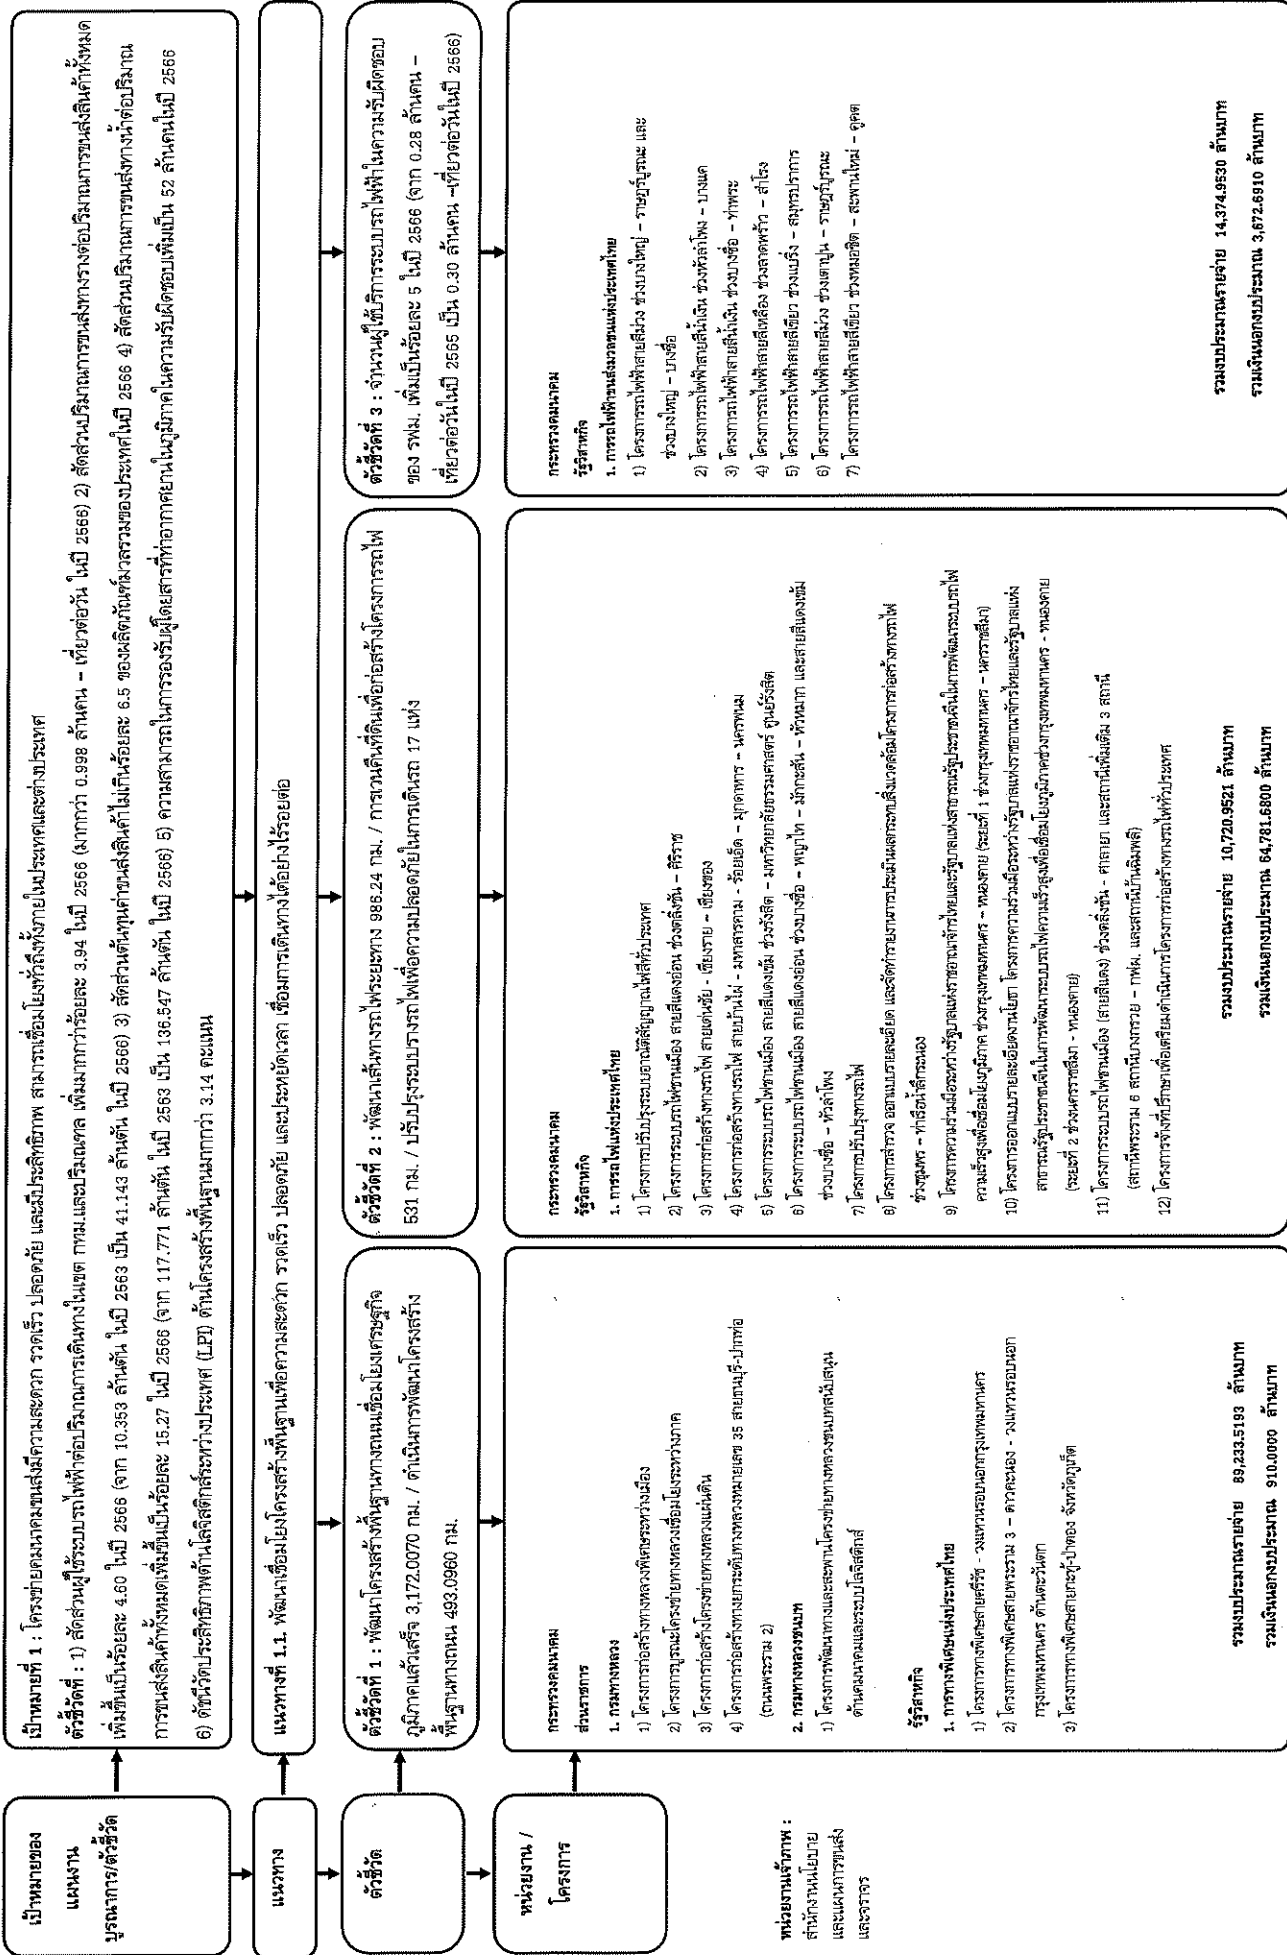 เป้าหมายของ
แผนงาน
บูรณาการ/ตัวชี้วัด
เป้าหมายที่ 1 : โครงข่ายคมนาคมขนส่งมีความสะดวก รวดเร็ว ปลอดภัย และมีประสิทธิภาพ สามารถเชื่อมโยงทั่วถึงทั้งภายในประเทศและต่างประเทศ
ตัวชี้วัดที่ : 1) สัดส่วนผู้ใช้ระบบรถไฟฟ้าต่อปริมาณการเดินทางในเขต กทม.และปริมณฑล เพิ่มมากกว่าร้อยละ 3.94 ในปี 2566 (มากกว่า 0.998 ล้านคน – เที่ยวต่อวัน ในปี 2566) 2) สัดส่วนปริมาณการขนส่งทางรางต่อปริมาณการขนส่งสินค้าทั้งหมด
เพิ่มขึ้นเป็นร้อยละ 4.60 ในปี 2566 (จาก 10.353 ล้านตัน ในปี 2563 เป็น 41.143 ล้านตัน ในปี 2566) 3) สัดส่วนต้นทุนค่าขนส่งสินค้าไม่เกินร้อยละ 6.5 ของผลิตภัณฑ์มวลรวมของประเทศในปี 2566 4) สัดส่วนปริมาณการขนส่งทางน้ำต่อปริมาณ
การขนส่งสินค้าทั้งหมดเพิ่มขึ้นเป็นร้อยละ 15.27 ในปี 2566 (จาก 117.771 ล้านตัน ในปี 2563 เป็น 136.547 ล้านตัน ในปี 2566) 5) ความสามารถในการรองรับผู้โดยสารที่ท่าอากาศยานในภูมิภาคในความรับผิดชอบเพิ่มเป็น 52 ล้านคนในปี 2566
6) ดัชนีวัดประสิทธิภาพด้านโลจิสติกส์ระหว่างประเทศ (LPI) ด้านโครงสร้างพื้นฐานมากกว่า 3.14 คะแนน
แนวทาง
แนวทางที่ 1.1. พัฒนาเชื่อมโยงโครงสร้างพื้นฐานเพื่อความสะดวก รวดเร็ว ปลอดภัย และประหยัดเวลา เชื่อมการเดินทางได้อย่างไร้รอยต่อ
ตัวชี้วัด
ตัวชี้วัดที่ 1 : พัฒนาโครงสร้างพื้นฐานทางถนนเชื่อมโยงเศรษฐกิจ
ภูมิภาคแล้วเสร็จ 3,172.0070 กม. / ดำเนินการพัฒนาโครงสร้าง
พื้นฐานทางถนน 493.0960 กม.
ตัวชี้วัดที่ 2 : พัฒนาเส้นทางรถไฟระยะทาง 986.24 กม. / การเวนคืนที่ดินเพื่อก่อสร้างโครงการรถไฟ
531 กม. / ปรับปรุงระบบรางรถไฟเพื่อความปลอดภัยในการเดินรถ 17 แห่ง
ตัวชี้วัดที่ 3 : จำนวนผู้ใช้บริการระบบรถไฟฟ้าในความรับผิดชอบ
ของ รฟม. เพิ่มเป็นร้อยละ 5 ในปี 2566 (จาก 0.28 ล้านคน –
เที่ยวต่อวันในปี 2565 เป็น 0.30 ล้านคน –เที่ยวต่อวันในปี 2566)
หน่วยงาน /
โครงการ
กระทรวงคมนาคม
ส่วนราชการ
1. กรมทางหลวง
1) โครงการก่อสร้างทางหลวงพิเศษระหว่างเมือง
2) โครงการบูรณะโครงข่ายทางหลวงเชื่อมโยงระหว่างภาค
3) โครงการก่อสร้างโครงข่ายทางหลวงแผ่นดิน
4) โครงการก่อสร้างทางยกระดับทางหลวงหมายเลข 35 สายธนบุรี-ปากท่อ
(ถนนพระราม 2)
2. กรมทางหลวงชนบท
1) โครงการพัฒนาทางและสะพานโครงข่ายทางหลวงชนบทสนับสนุน
ด้านคมนาคมและระบบโลจิสติกส์
รัฐวิสาหกิจ
1. การทางพิเศษแห่งประเทศไทย
1) โครงการทางพิเศษสายศรีรัช - วงแหวนรอบนอกกรุงเทพมหานคร
2) โครงการทางพิเศษสายพระราม 3 – ดาวคะนอง - วงแหวนรอบนอก
กรุงเทพมหานคร ด้านตะวันตก
3) โครงการทางพิเศษสายกะทู้-ป่าตอง จังหวัดภูเก็ต
รวมงบประมาณรายจ่าย 89,233.5193 ล้านบาท
รวมเงินนอกงบประมาณ 910.0000 ล้านบาท
กระทรวงคมนาคม
รัฐวิสาหกิจ
1. การรถไฟแห่งประเทศไทย
1) โครงการปรับปรุงระบบอาณัติสัญญาณไฟสีทั่วประเทศ
2) โครงการระบบรถไฟชานเมือง สายสีแดงอ่อน ช่วงตลิ่งชัน – ศิริราช
3) โครงการก่อสร้างทางรถไฟ สายเด่นชัย - เชียงราย – เชียงของ
4) โครงการก่อสร้างทางรถไฟ สายบ้านไผ่ - มหาสารคาม - ร้อยเอ็ด – มุกดาหาร – นครพนม
5) โครงการระบบรถไฟชานเมือง สายสีแดงเข้ม ช่วงรังสิต – มหาวิทยาลัยธรรมศาสตร์ ศูนย์รังสิต
6) โครงการระบบรถไฟชานเมือง สายสีแดงอ่อน ช่วงบางซื่อ – พญาไท – มักกะสัน – หัวหมาก และสายสีแดงเข้ม
ช่วงบางซื่อ – หัวลำโพง
7) โครงการปรับปรุงทางรถไฟ
8) โครงการสำรวจ ออกแบบรายละเอียด และจัดทำรายงานการประเมินผลกระทบสิ่งแวดล้อมโครงการก่อสร้างทางรถไฟ
ช่วงชุมพร – ท่าเรือน้ำลึกระนอง
9) โครงการความร่วมมือระหว่างรัฐบาลแห่งราชอาณาจักรไทยและรัฐบาลแห่งสาธารณรัฐประชาชนจีนในการพัฒนาระบบรถไฟ
ความเร็วสูงเพื่อเชื่อมโยงภูมิภาค ช่วงกรุงเทพมหานคร – หนองคาย (ระยะที่ 1 ช่วงกรุงเทพมหานคร – นครราชสีมา)
10) โครงการออกแบบรายละเอียดงานโยธา โครงการความร่วมมือระหว่างรัฐบาลแห่งราชอาณาจักรไทยและรัฐบาลแห่ง
สาธารณรัฐประชาชนจีนในการพัฒนาระบบรถไฟความเร็วสูงเพื่อเชื่อมโยงภูมิภาคช่วงกรุงเทพมหานคร - หนองคาย
(ระยะที่ 2 ช่วงนครราชสีมา - หนองคาย)
11) โครงการระบบรถไฟชานเมือง (สายสีแดง) ช่วงตลิ่งชัน - ศาลายา และสถานีเพิ่มเติม 3 สถานี
(สถานีพระราม 6 สถานีบางกรวย – กฟผ. และสถานีบ้านฉิมพลี)
12) โครงการจ้างที่ปรึกษาเพื่อเตรียมดำเนินการโครงการก่อสร้างทางรถไฟทั่วประเทศ
รวมงบประมาณรายจ่าย 10,720.9521 ล้านบาท
รวมเงินนอกงบประมาณ 64,781.6800 ล้านบาท
กระทรวงคมนาคม
รัฐวิสาหกิจ
1. การรถไฟฟ้าขนส่งมวลชนแห่งประเทศไทย
1) โครงการรถไฟฟ้าสายสีม่วง ช่วงบางใหญ่ – ราษฎร์บูรณะ และ
ช่วงบางใหญ่ – บางซื่อ
2) โครงการรถไฟฟ้าสายสีน้ำเงิน ช่วงหัวลำโพง – บางแค
3) โครงการรถไฟฟ้าสายสีน้ำเงิน ช่วงบางซื่อ – ท่าพระ
4) โครงการรถไฟฟ้าสายสีเหลือง ช่วงลาดพร้าว – สำโรง
5) โครงการรถไฟฟ้าสายสีเขียว ช่วงแบริ่ง – สมุทรปราการ
6) โครงการรถไฟฟ้าสายสีม่วง ช่วงเตาปูน – ราษฎร์บูรณะ
7) โครงการรถไฟฟ้าสายสีเขียว ช่วงหมอชิต – สะพานใหม่ – คูคต
รวมงบประมาณรายจ่าย 14,374.9530 ล้านบาท
รวมเงินนอกงบประมาณ 3,672.6910 ล้านบาท
หน่วยงานเจ้าภาพ :
สำนักงานนโยบาย
และแผนการขนส่ง
และจราจร